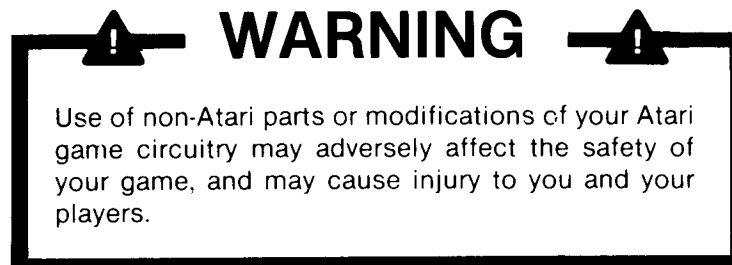 WARNING
Use of non-Atari parts or modifications of your Atari
game circuitry may adversely affect the safety of
your game, and may cause injury to you and your
players.